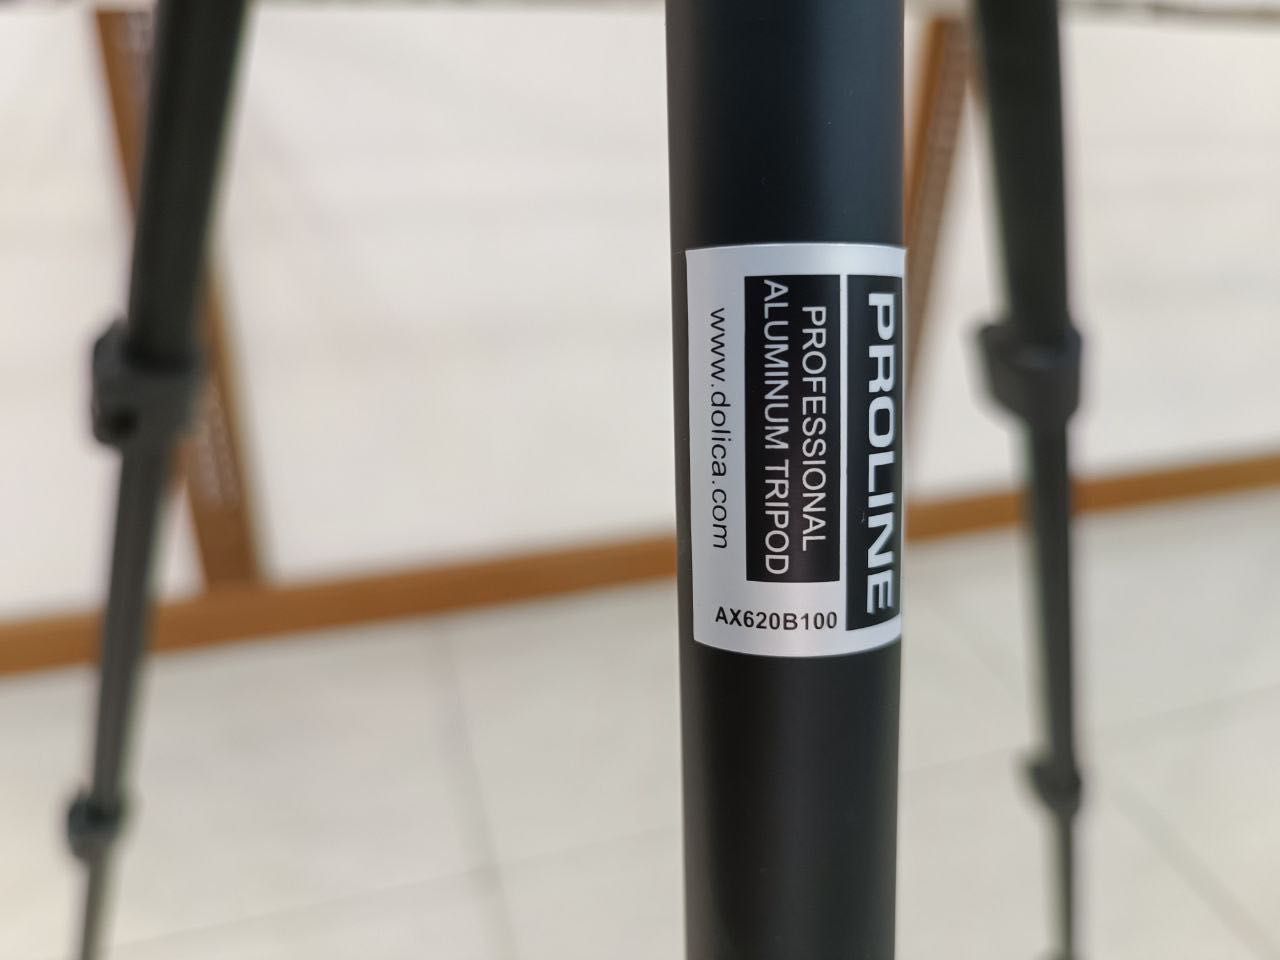 PROLINE
PROFESSIONAL
ALUMINUM TRIPOD
www.dolica.com
AX620B100